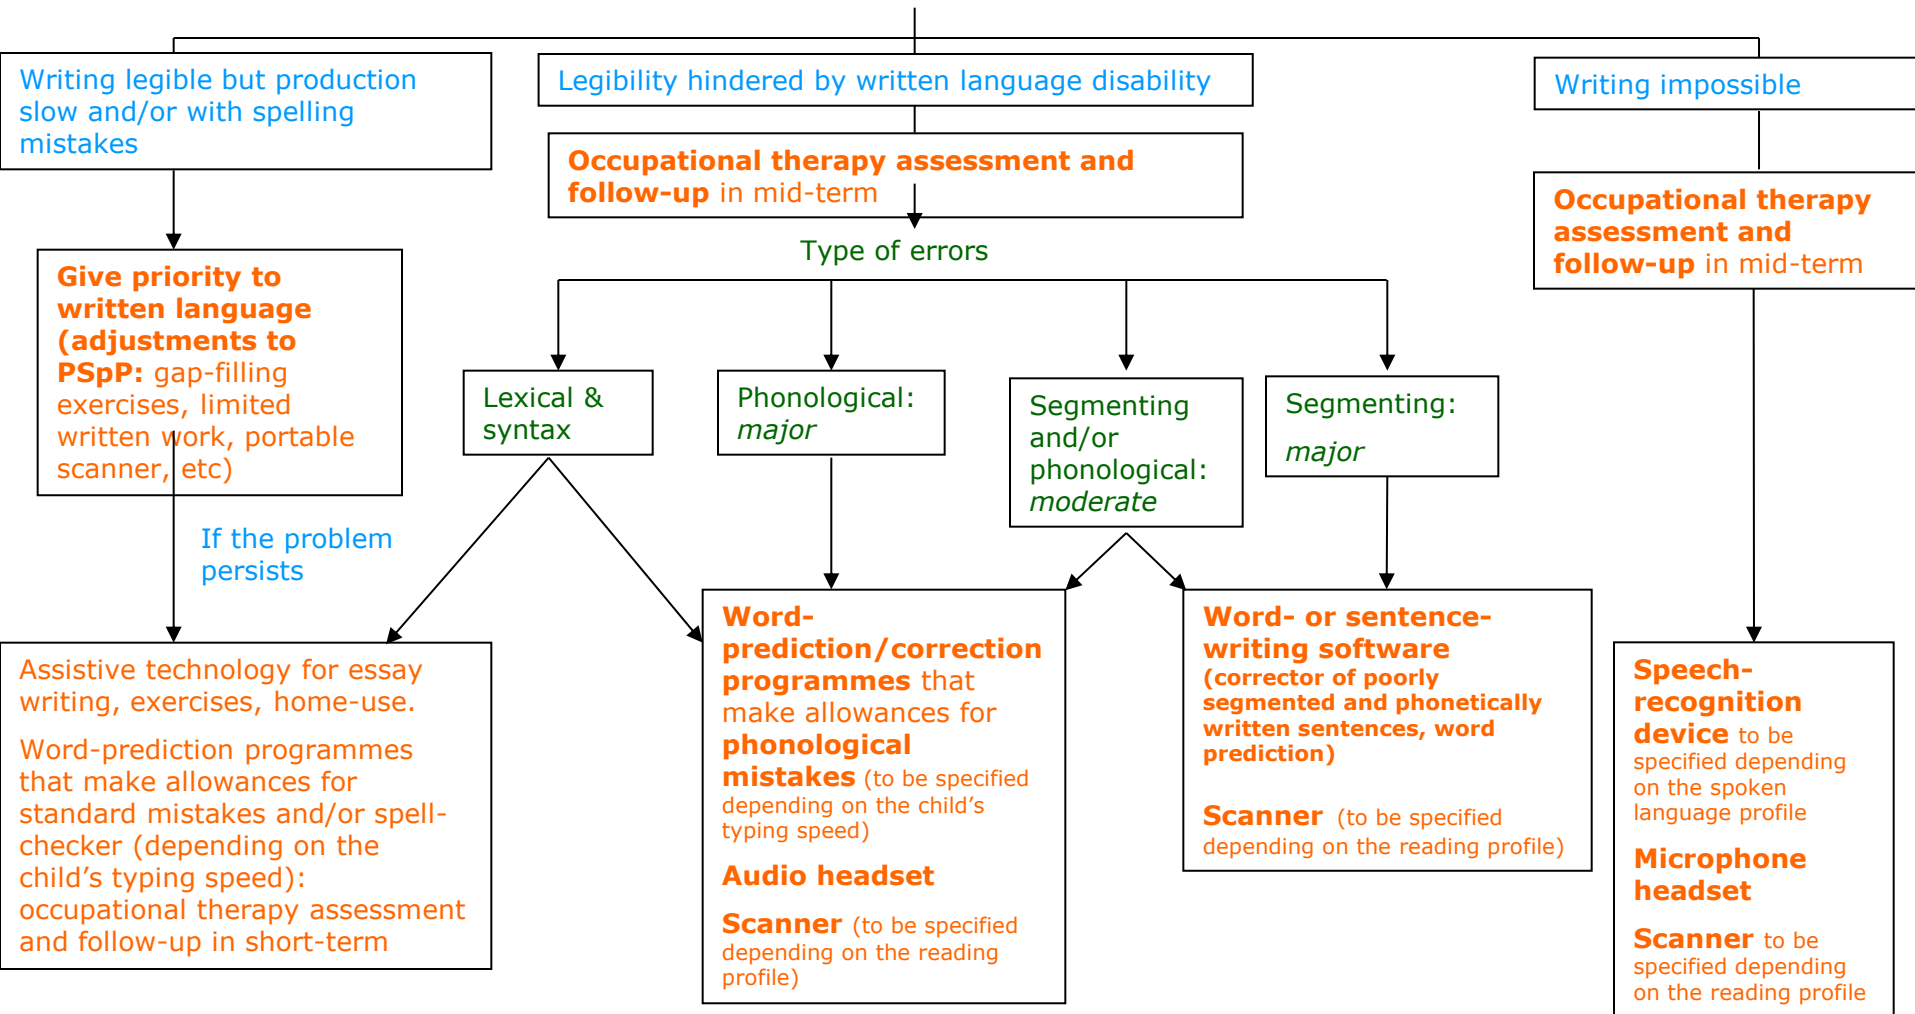 Writing legible but production
slow and/or with spelling
mistakes
Legibility hindered by written language disability
Writing impossible
Occupational therapy assessment and
follow-up in mid-term
Occupational therapy
assessment and
follow-up in mid-term
Give priority to
written language
(adjustments to
PSpP: gap-filling
exercises, limited
written work, portable
scanner, etc)
Type of errors
Lexical &
syntax
Phonological:
major
Segmenting
and/or
phonological:
moderate
Segmenting:
major
If the problem
persists
Assistive technology for essay
writing, exercises, home-use.
Word-prediction programmes
that make allowances for
standard mistakes and/or spell-
checker (depending on the
child’s typing speed):
occupational therapy assessment
and follow-up in short-term
Word-
prediction/correction
programmes that
make allowances for
phonological
mistakes (to be specified
depending on the child’s
typing speed)
Audio headset
Scanner (to be specified
depending on the reading
profile)
Word- or sentence-
writing software
(corrector of poorly
segmented and phonetically
written sentences, word
prediction)
Scanner (to be specified
depending on the reading profile)
Speech-
recognition
device to be
specified depending
on the spoken
language profile
Microphone
headset
Scanner to be
specified depending
on the reading profile